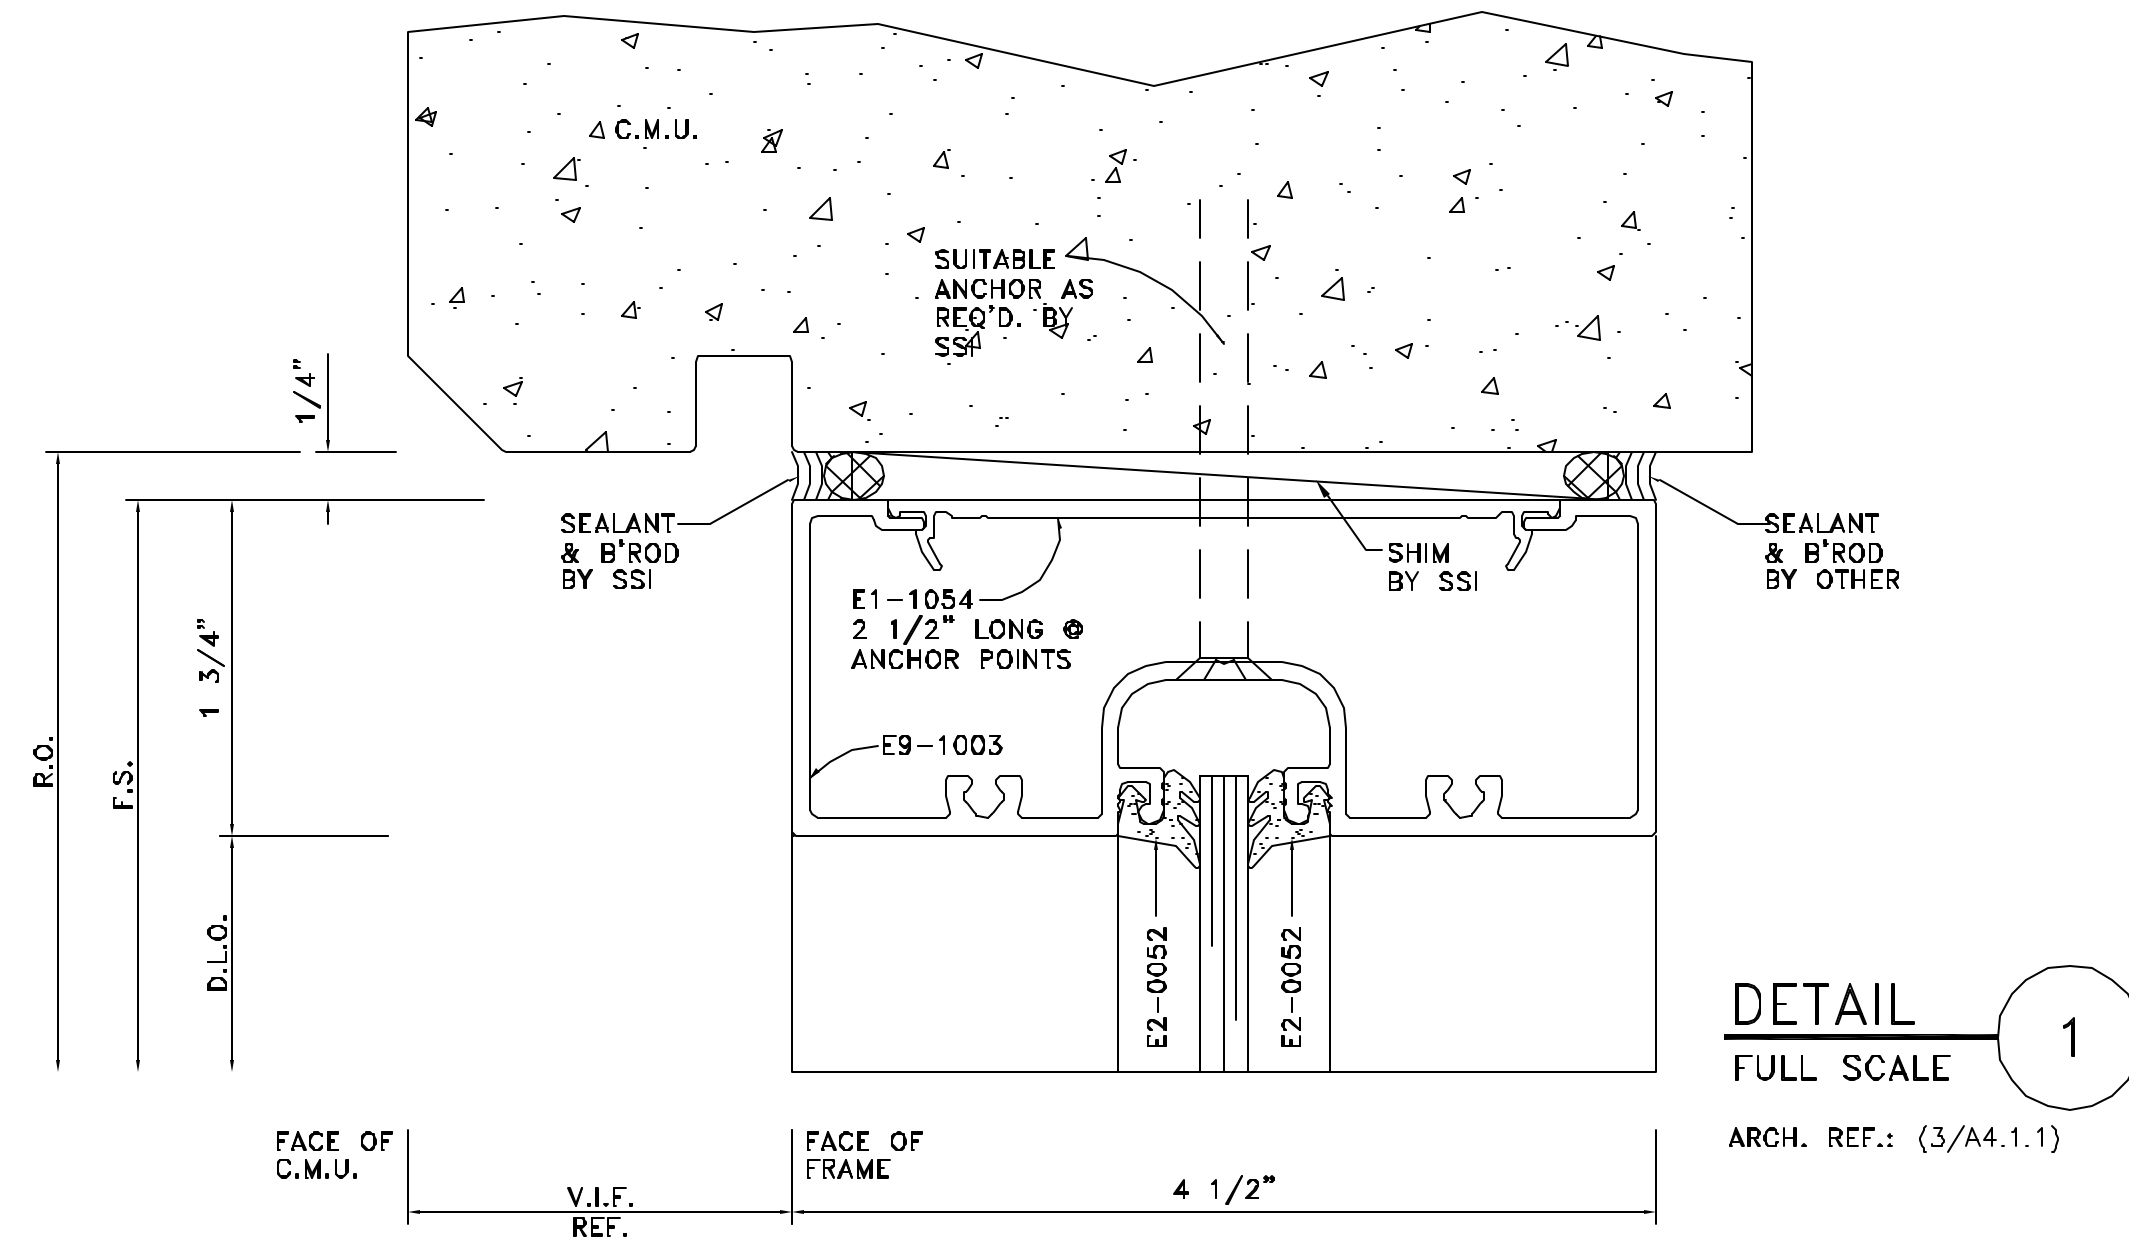 C.M.U.
SUITABLE
ANCHOR AS
REQ'D. BY
SSI
1/4"
SEALANT
& B'ROD
BY SSI
SHIM
BY SSI
SEALANT
& B'ROD
BY OTHER
E1-1054
2 1/2" LONG @
ANCHOR POINTS
1 3/4"
R.O.
F.S.
E9-1003
D.L.O.
E2-0052
E2-0052
DETAIL
1
FULL SCALE
ARCH. REF.: (3/A4.1.1)
FACE OF
C.M.U.
FACE OF
FRAME
V.I.F.
REF.
4 1/2"